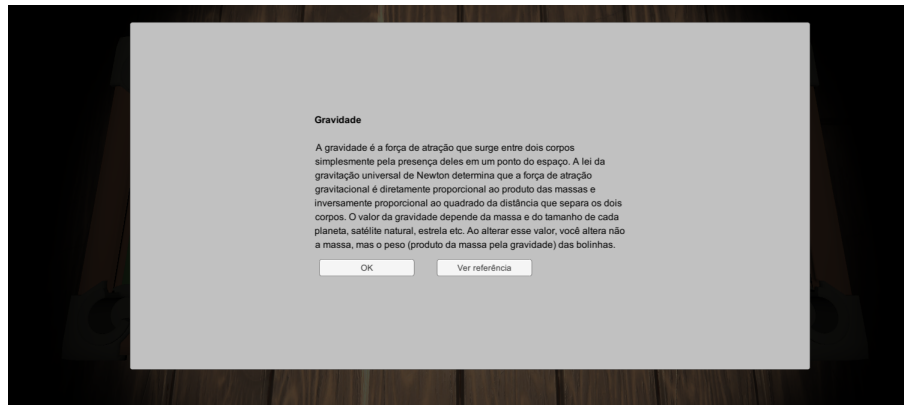 Gravidade
A gravidade é a força de atração que surge entre dois corpos
simplesmente pela presença deles em um ponto do espaço. A lei da
gravitação universal de Newton determina que a força de atração
gravitacional é diretamente proporcional ao produto das massas e
inversamente proporcional ao quadrado da distância que separa os dois
corpos. O valor da gravidade depende da massa e do tamanho de cada
planeta, satélite natural, estrela etc. Ao alterar esse valor, você altera não
a massa, mas o peso (produto da massa pela gravidade) das bolinhas.
OK
Ver referência